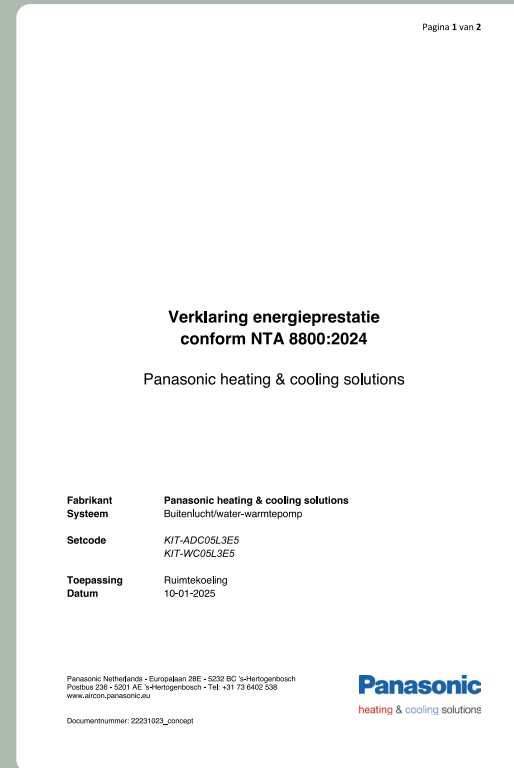 Pagina 1 van 2
Verklaring energieprestatie
conform NTA 8800:2024
Panasonic heating & cooling solutions
Fabrikant Panasonic heating & cooling solutions
Systeem Buitenlucht/water-warmtepomp
Setcode KIT-ADC05L3E5
KIT-WC05L3E5
Toepassing Ruimtekoeling
Datum 10-01-2025
Panasonic Netherlands - Europalaan 28E - 5232 BC 's-Hertogenbosch
Postbus 236 - 5201 AE 's-Hertogenbosch - Tel: +31 73 6402 538
www.aircon.panasonic.eu
Documentnummer: 22231023_concept
Panasonic
heating & cooling solutions